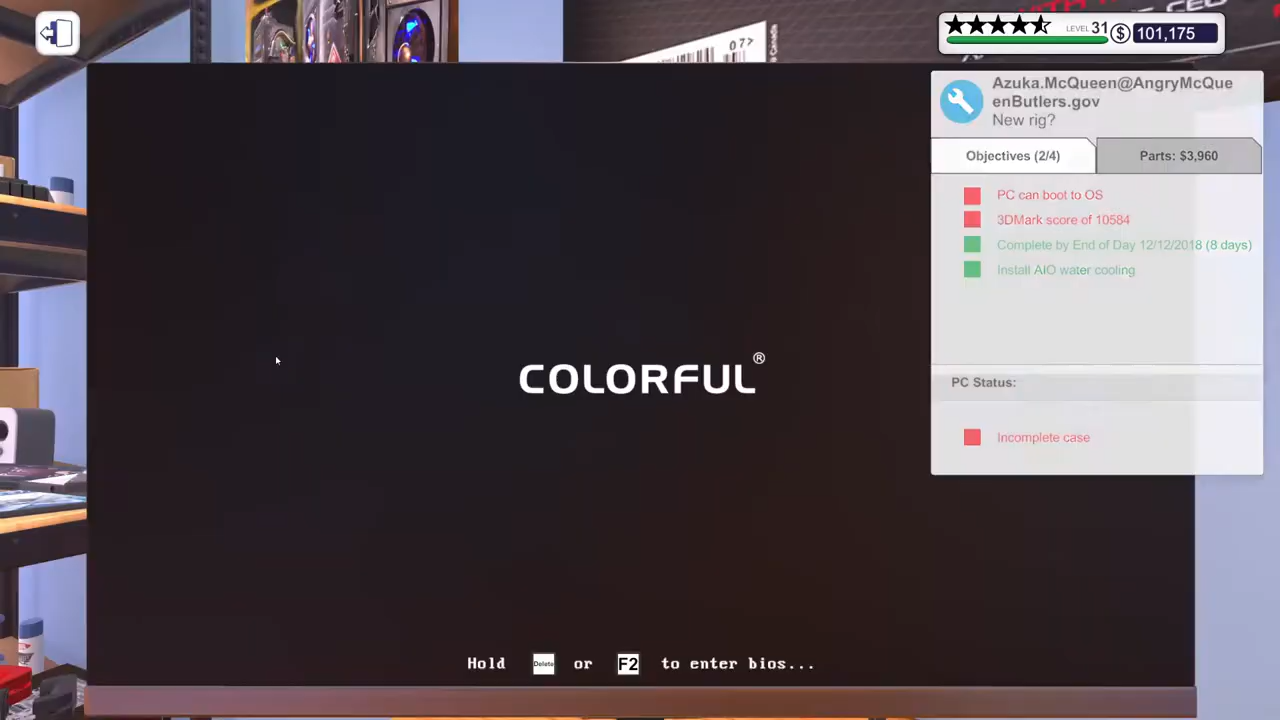 LEVEL 31
$ 101,175
07>
Canada
Azuka.McQueen@AngryMcQue
enButlers.gov
New rig?
Objectives (2/4)
Parts: $3,960
PC can boot to OS
3DMark score of 10584
Complete by End of Day 12/12/2018 (8 days)
Install AIO water cooling
PC Status:
Incomplete case
COLORFUL®
Hold Delete or F2 to enter bios...